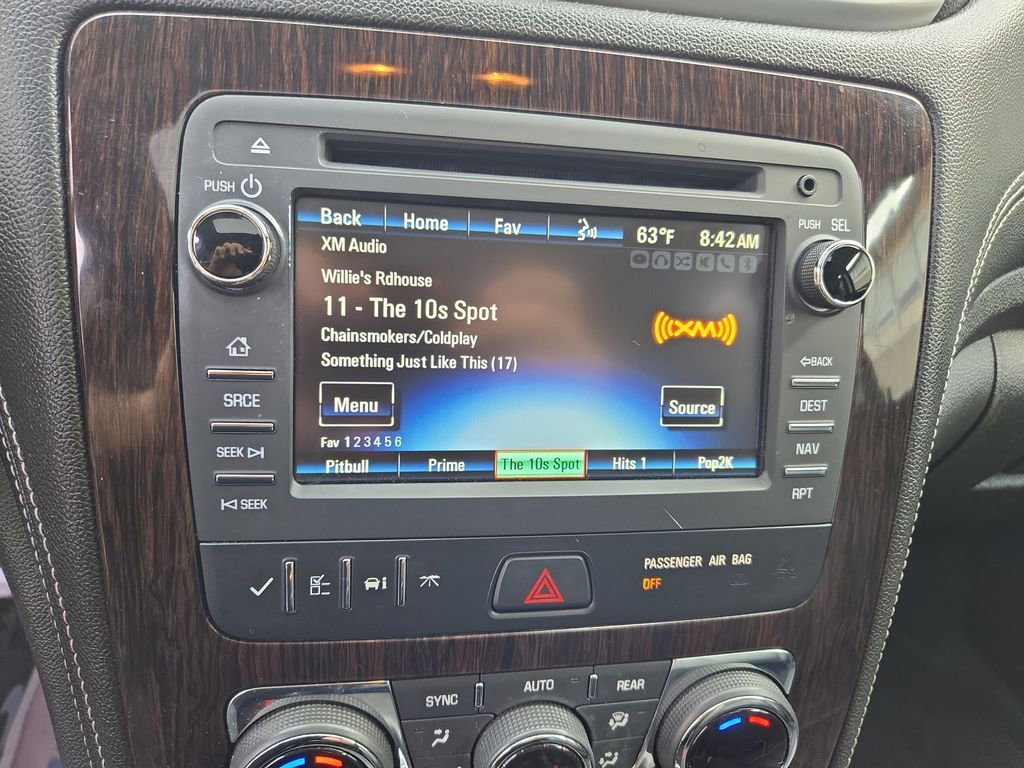 PUSH
Back Home Fav 63°F 8:42AM
XM Audio
Willie's Rdhouse
11 - The 10s Spot
Chainsmokers/Coldplay
Something Just Like This (17)
XM
Menu Source
Fav 1 2 3 4 5 6
Pitbull Prime The 10s Spot Hits 1 Pop2K
SRCE
SEEK
SEEK
PUSH SEL
BACK
DEST
NAV
RPT
PASSENGER AIR BAG
OFF
SYNC AUTO REAR